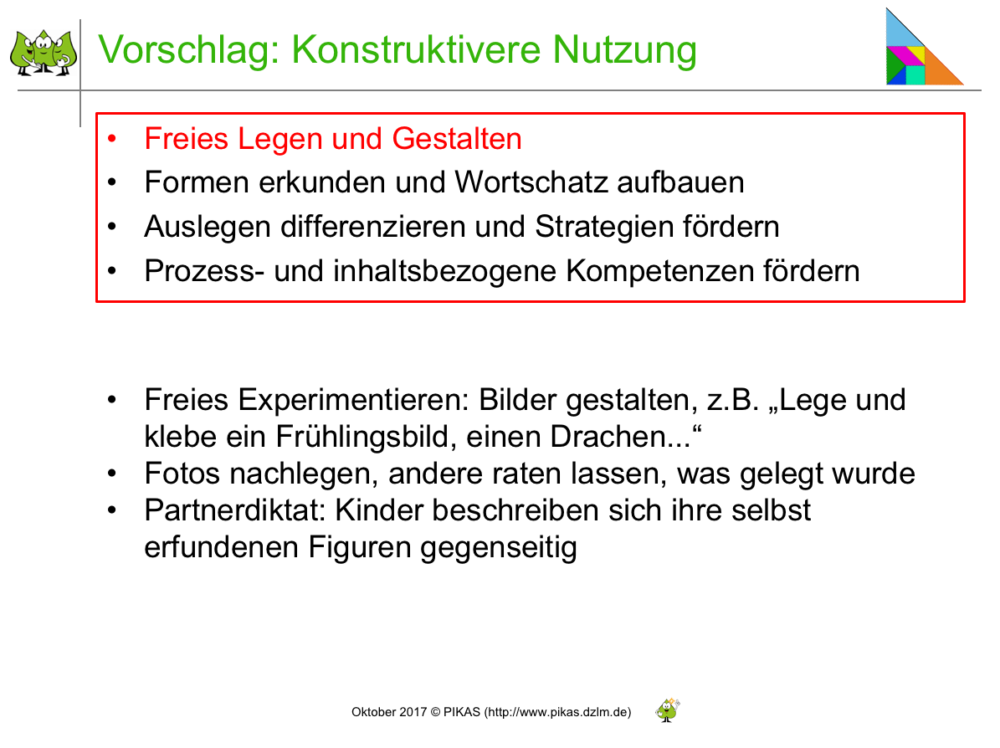 Vorschlag: Konstruktivere Nutzung
• Freies Legen und Gestalten
• Formen erkunden und Wortschatz aufbauen
• Auslegen differenzieren und Strategien fördern
• Prozess- und inhaltsbezogene Kompetenzen fördern
• Freies Experimentieren: Bilder gestalten, z.B. „Lege und
klebe ein Frühlingsbild, einen Drachen...“
• Fotos nachlegen, andere raten lassen, was gelegt wurde
• Partnerdiktat: Kinder beschreiben sich ihre selbst
erfundenen Figuren gegenseitig
Oktober 2017 © PIKAS (http://www.pikas.dzlm.de)